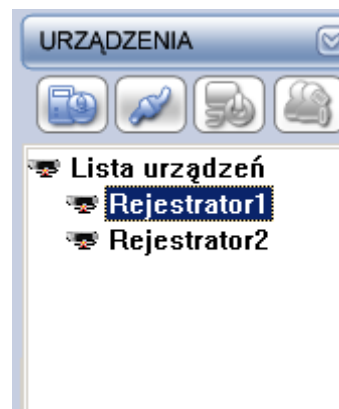 URZĄDZENIA
Lista urządzeń
Rejestrator1
Rejestrator2